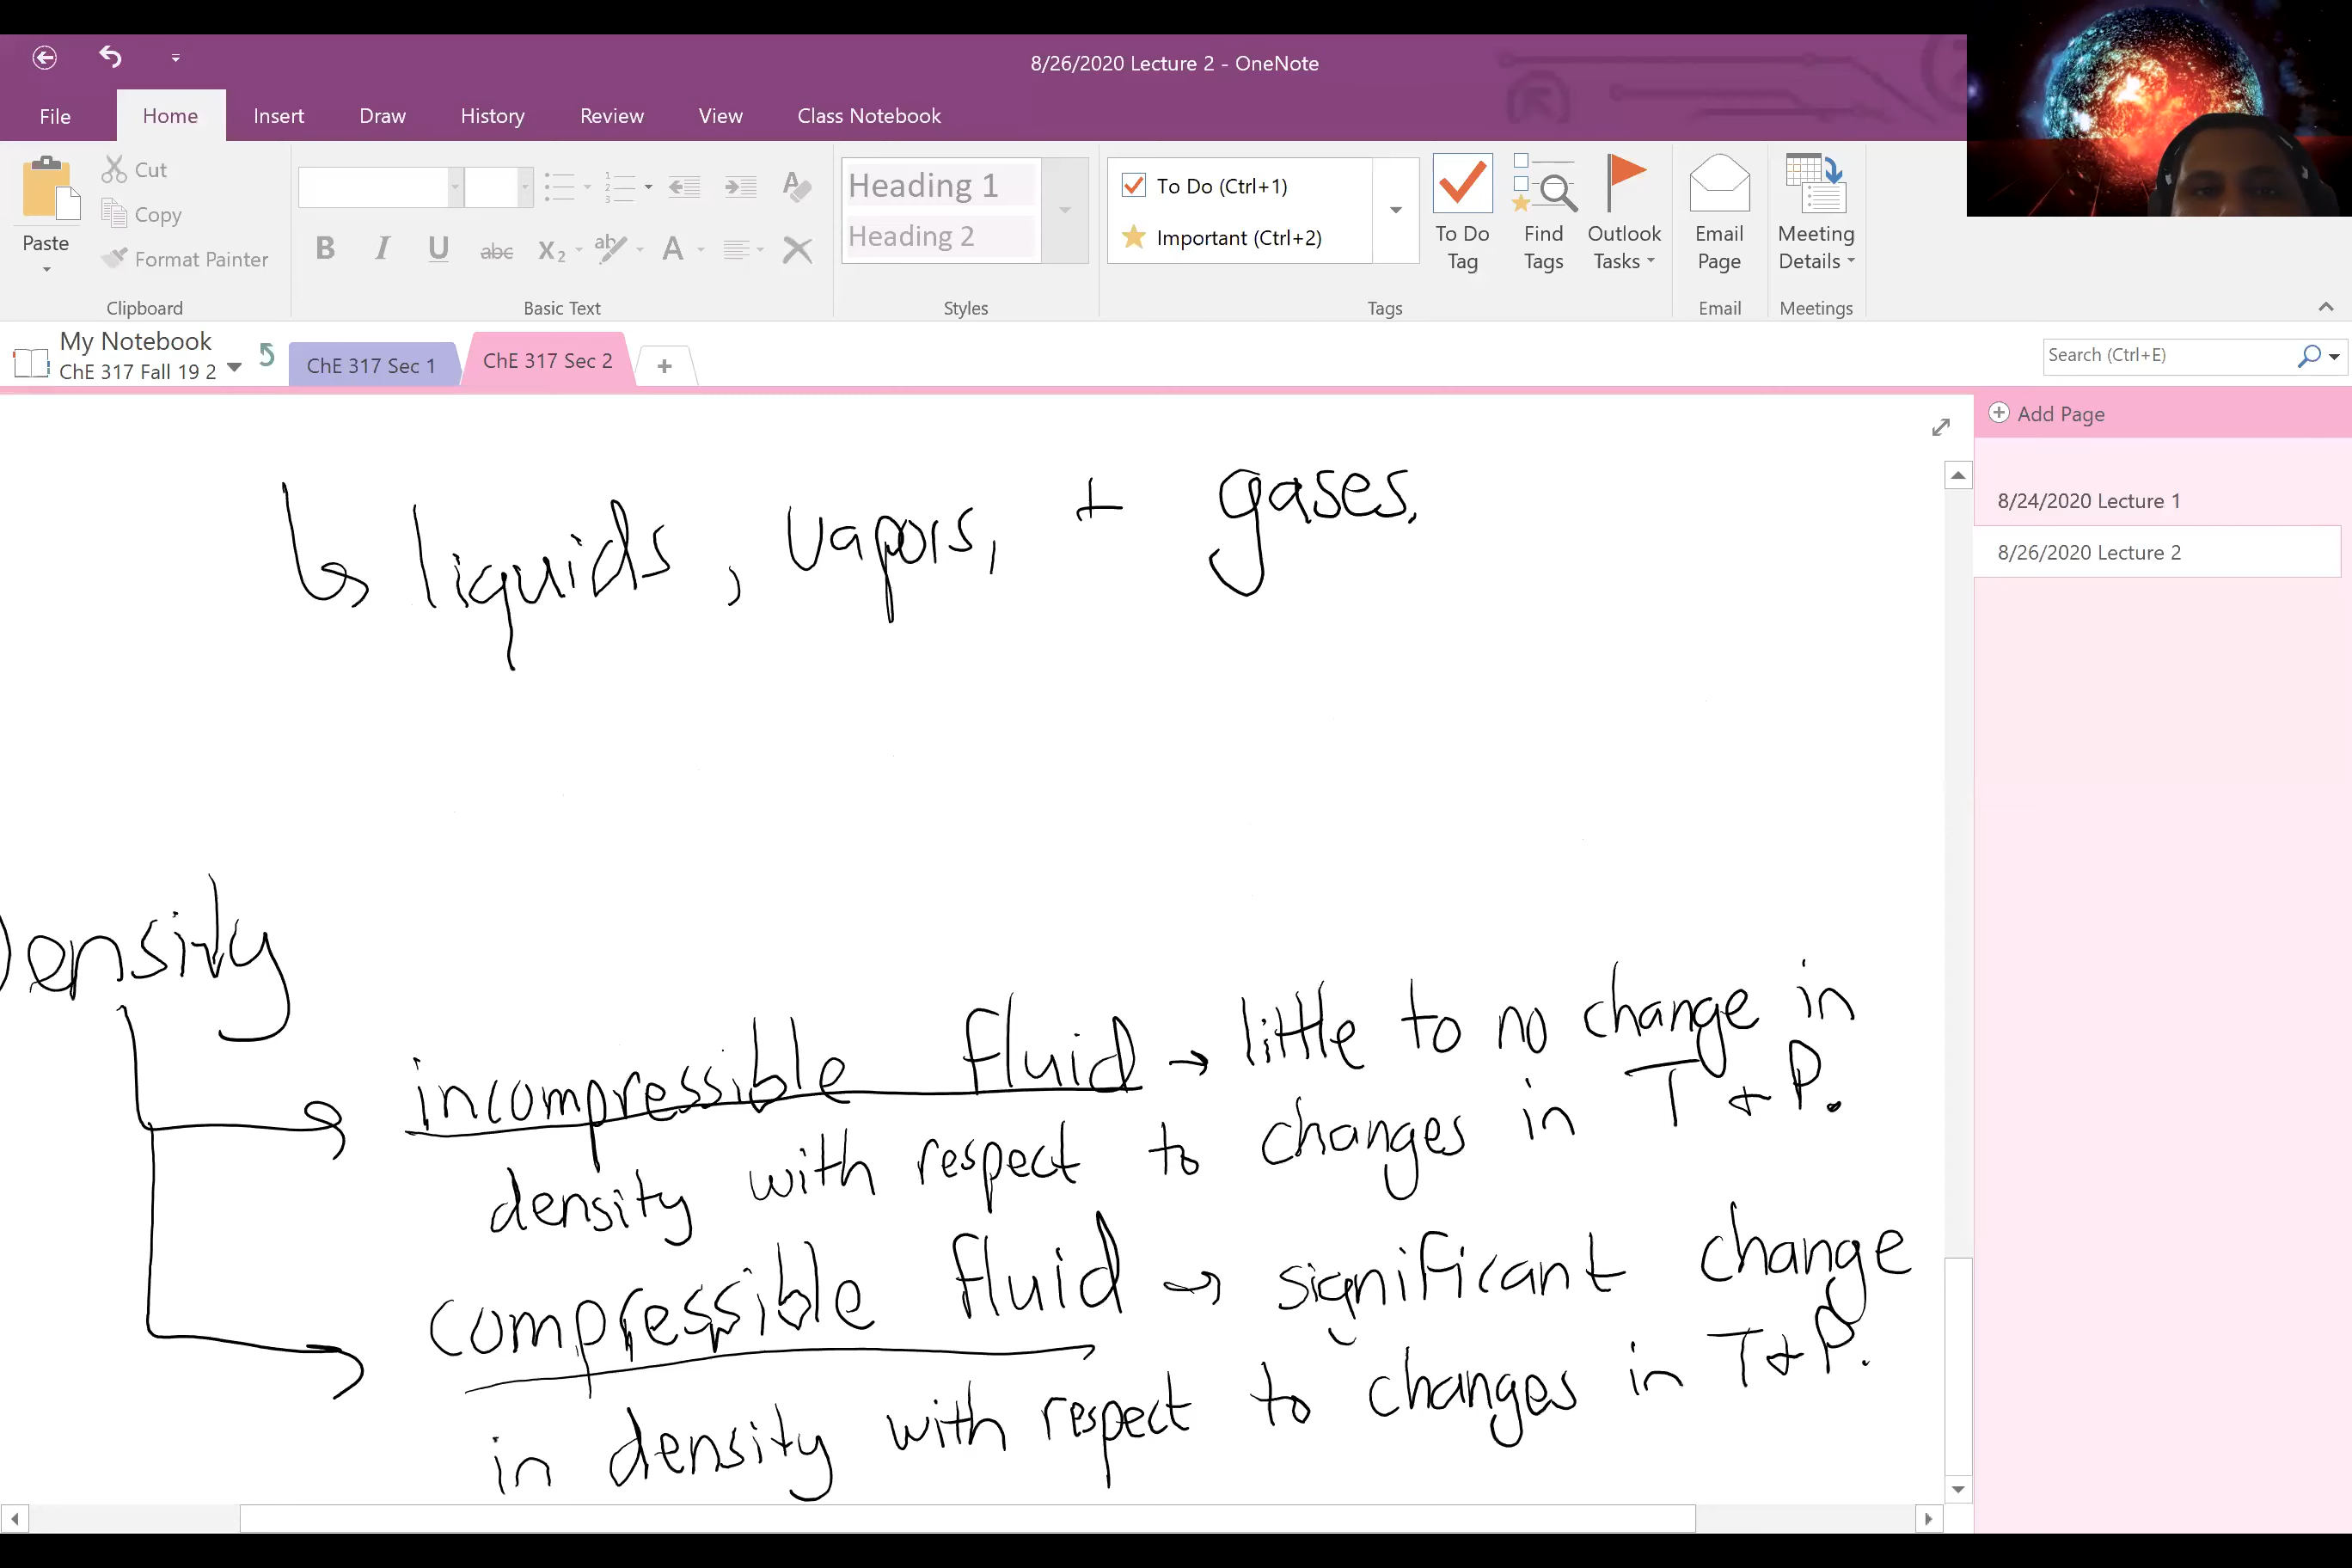 8/26/2020 Lecture 2 - OneNote
File Home Insert Draw History Review View Class Notebook
Paste
Cut
Copy
Format Painter
Clipboard
B I U abc X₂ ab A
Basic Text
Heading 1
Heading 2
Styles
To Do (Ctrl+1)
Important (Ctrl+2)
To Do Tag
Find Tags
Outlook Tasks
Tags
Email Page
Email
Meeting Details
Meetings
My Notebook
ChE 317 Fall 19 2
ChE 317 Sec 1
ChE 317 Sec 2
Search (Ctrl+E)
Add Page
8/24/2020 Lecture 1
8/26/2020 Lecture 2
↳ liquids, vapors, + gases.
Density
incompressible fluid → little to no change in
density with respect to changes in T + P.
compressible fluid → significant change
in density with respect to changes in T + P.